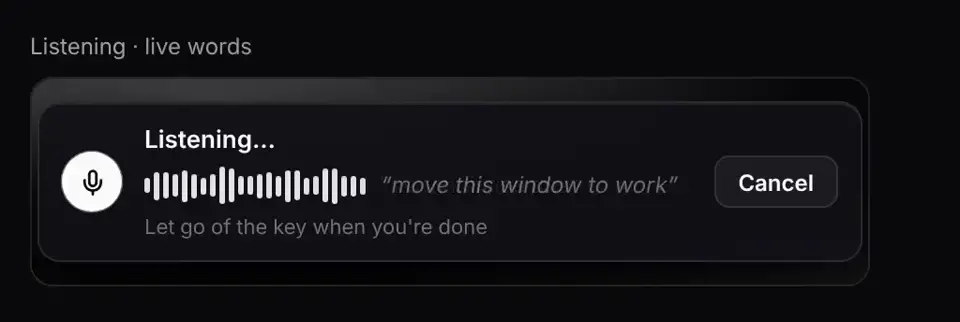 Listening · live words
Listening...
“move this window to work”
Cancel
Let go of the key when you're done